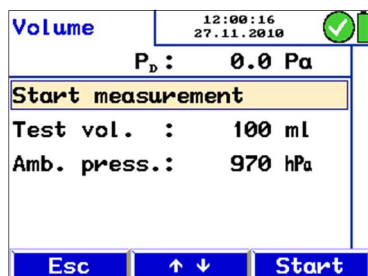 Volume
12:00:16
27.11.2010
P_D : 0.0 Pa
Start measurement
Test vol. : 100 ml
Amb. press.: 970 hPa
Esc ↑ ↓ Start